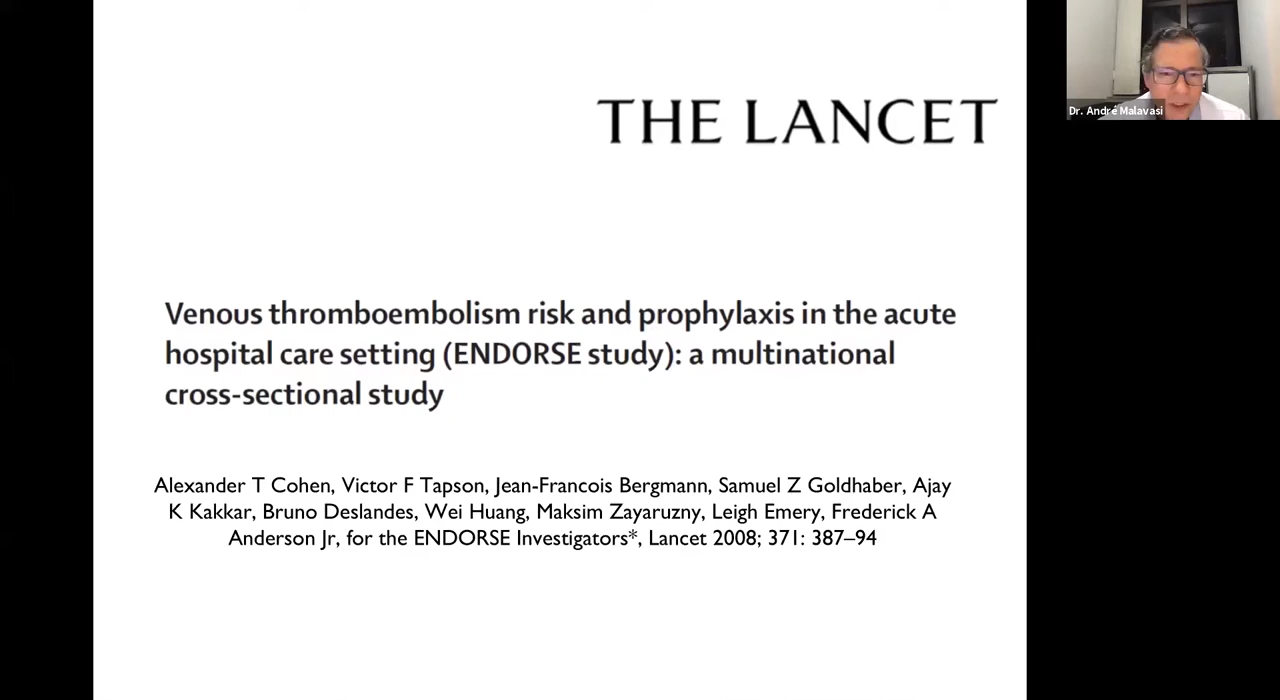 THE LANCET
Dr. André Malavasi
Venous thromboembolism risk and prophylaxis in the acute
hospital care setting (ENDORSE study): a multinational
cross-sectional study
Alexander T Cohen, Victor F Tapson, Jean-Francois Bergmann, Samuel Z Goldhaber, Ajay
K Kakkar, Bruno Deslandes, Wei Huang, Maksim Zayaruzny, Leigh Emery, Frederick A
Anderson Jr, for the ENDORSE Investigators*, Lancet 2008; 371: 387–94